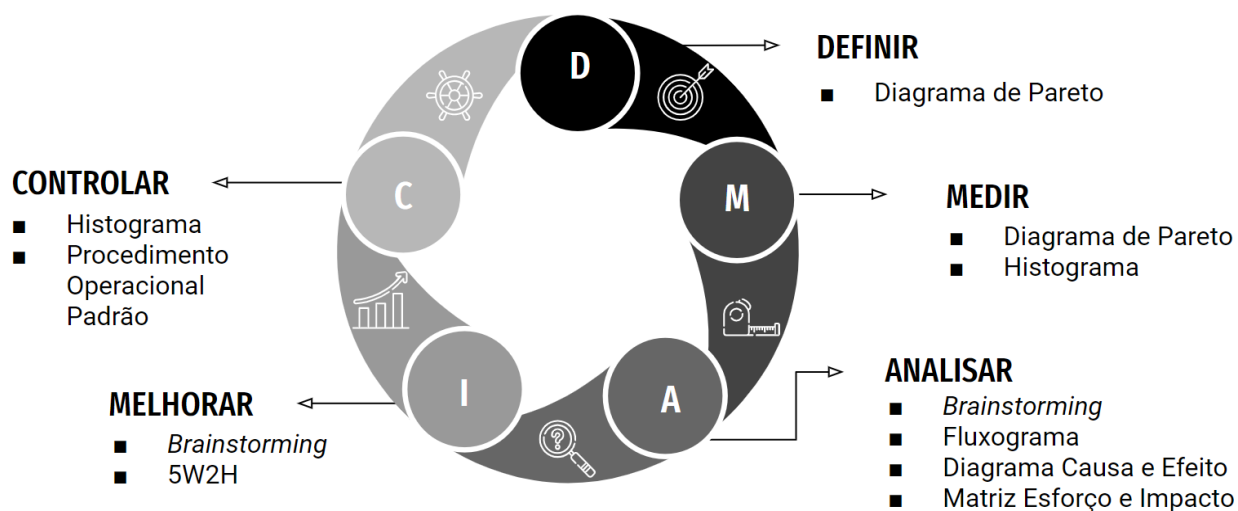 D
DEFINIR
■ Diagrama de Pareto
M
MEDIR
■ Diagrama de Pareto
■ Histograma
A
ANALISAR
■ Brainstorming
■ Fluxograma
■ Diagrama Causa e Efeito
■ Matriz Esforço e Impacto
I
MELHORAR
■ Brainstorming
■ 5W2H
C
CONTROLAR
■ Histograma
■ Procedimento
Operacional
Padrão
?